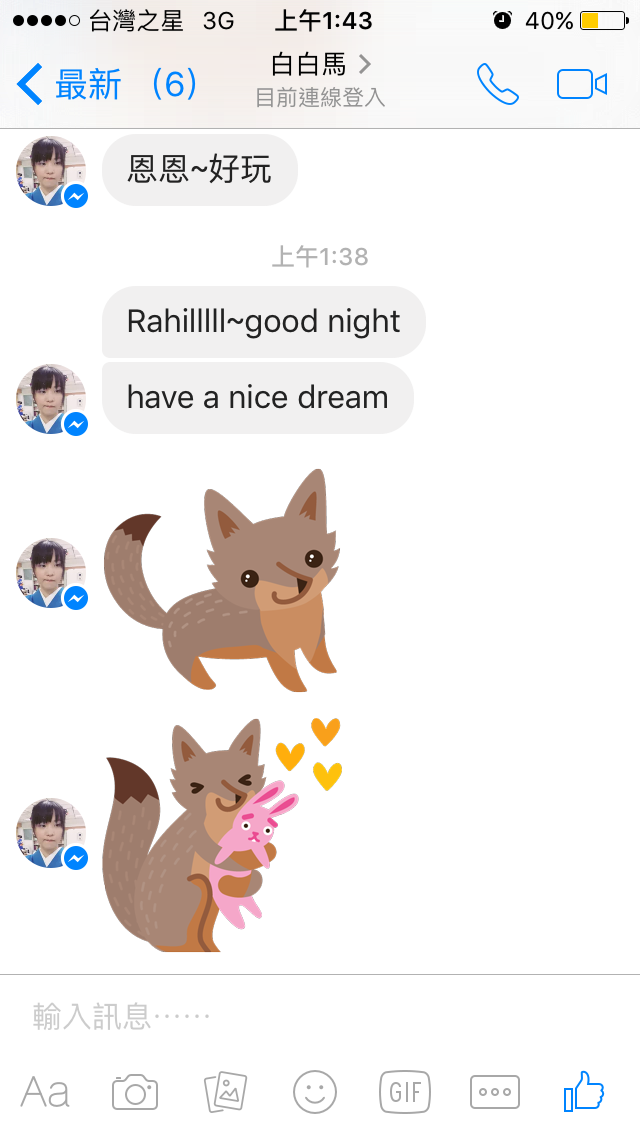 台灣之星 3G 上午1:43 40%
最新 (6) 白白馬
目前連線登入
恩恩~好玩
上午1:38
Rahilllll~good night
have a nice dream
輸入訊息……
Aa GIF